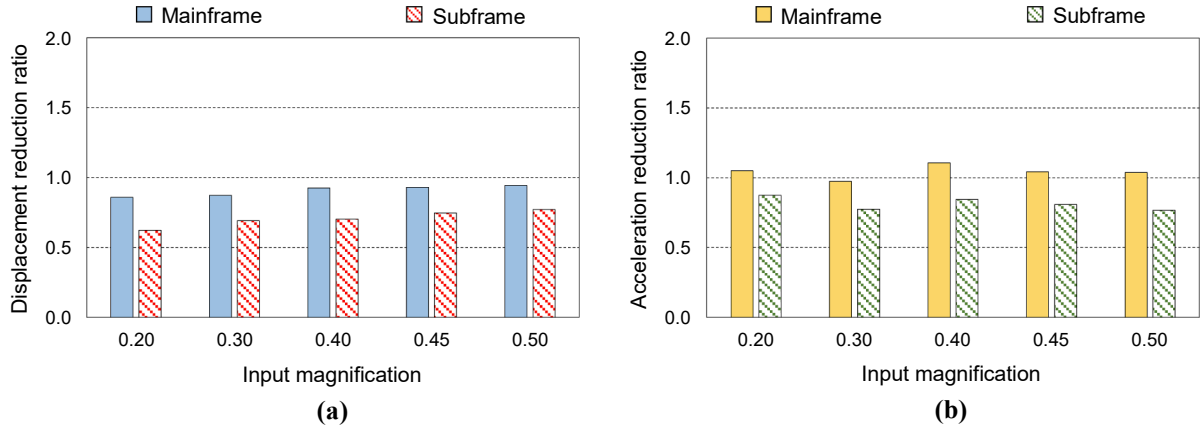 Mainframe Subframe
2.0
1.5
1.0
0.5
0.0
Displacement reduction ratio
0.20 0.30 0.40 0.45 0.50
Input magnification
(a)
Mainframe Subframe
2.0
1.5
1.0
0.5
0.0
Acceleration reduction ratio
0.20 0.30 0.40 0.45 0.50
Input magnification
(b)